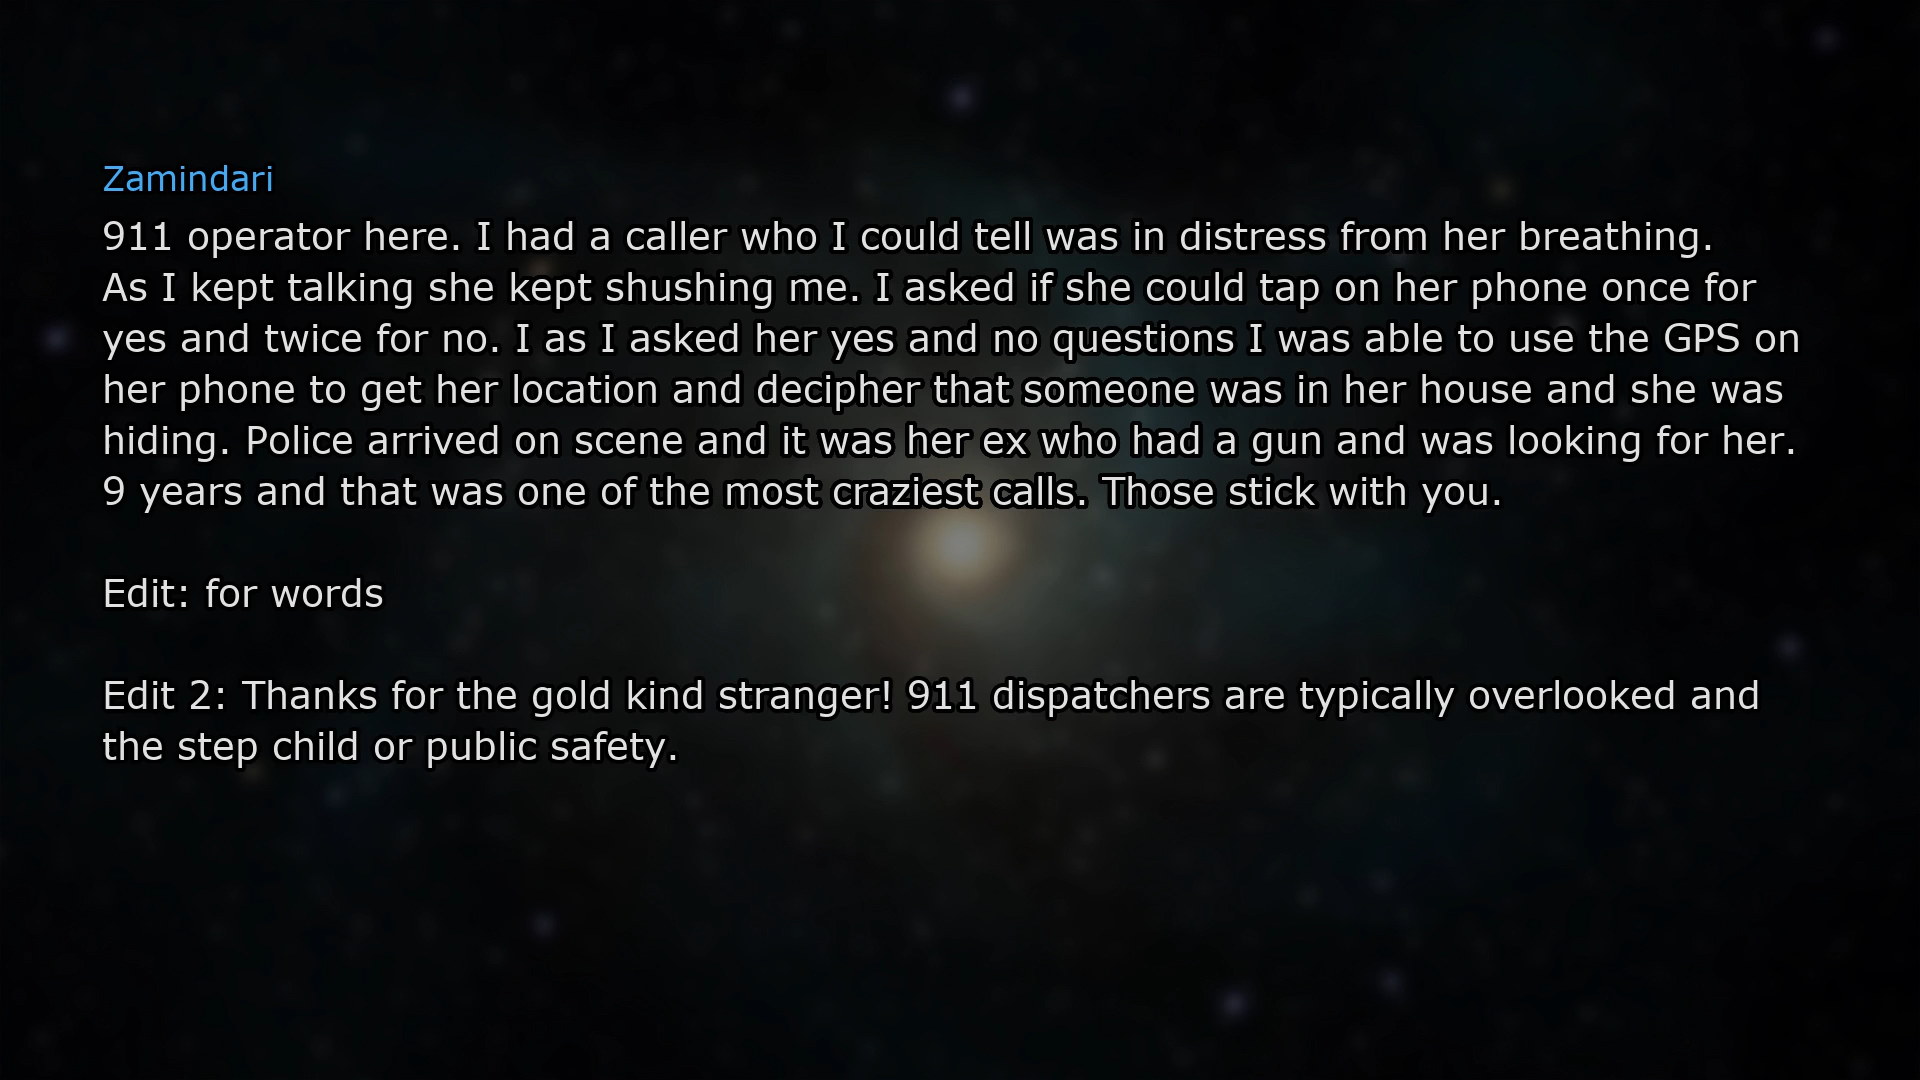 Zamindari
911 operator here. I had a caller who I could tell was in distress from her breathing.
As I kept talking she kept shushing me. I asked if she could tap on her phone once for
yes and twice for no. I as I asked her yes and no questions I was able to use the GPS on
her phone to get her location and decipher that someone was in her house and she was
hiding. Police arrived on scene and it was her ex who had a gun and was looking for her.
9 years and that was one of the most craziest calls. Those stick with you.
Edit: for words
Edit 2: Thanks for the gold kind stranger! 911 dispatchers are typically overlooked and
the step child or public safety.